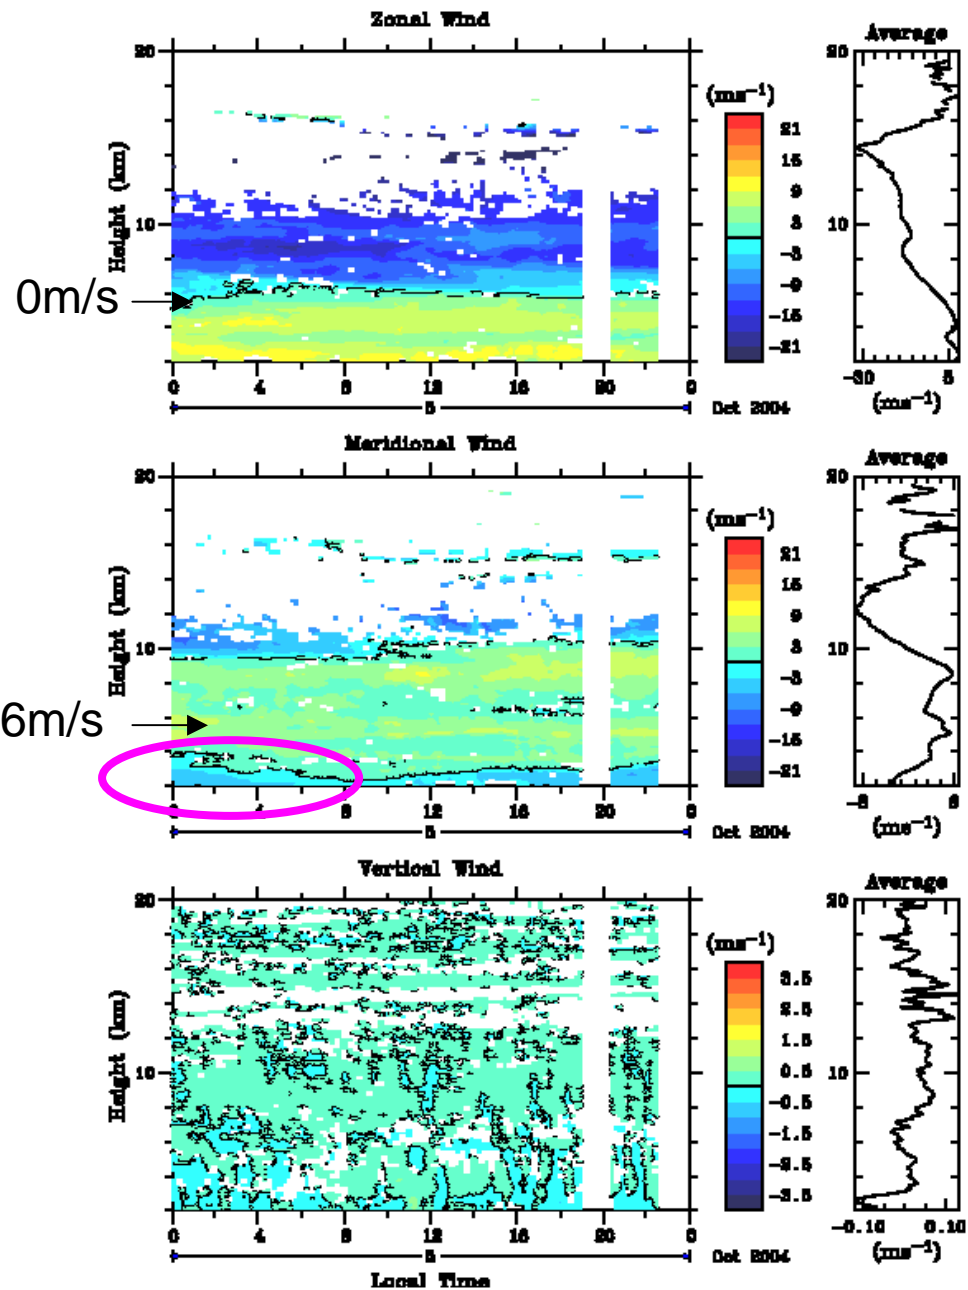 Zonal Wind
Average
20
10
Height (km)
0m/s
0 4 8 12 16 20 0
5
Oct 2004
(ms⁻¹)
21
15
9
3
-3
-9
-15
-21
20
10
-30 5
(ms⁻¹)
Meridional Wind
Average
20
10
Height (km)
6m/s
0 4 8 12 16 20 0
5
Oct 2004
(ms⁻¹)
21
15
9
3
-3
-9
-15
-21
20
10
(ms⁻¹)
Vertical Wind
Average
20
10
Height (km)
0 4 8 12 16 20 0
5
Oct 2004
Local Time
(ms⁻¹)
3.5
2.5
1.5
0.5
-0.5
-1.5
-2.5
-3.5
20
10
-0.10 0.10
(ms⁻¹)